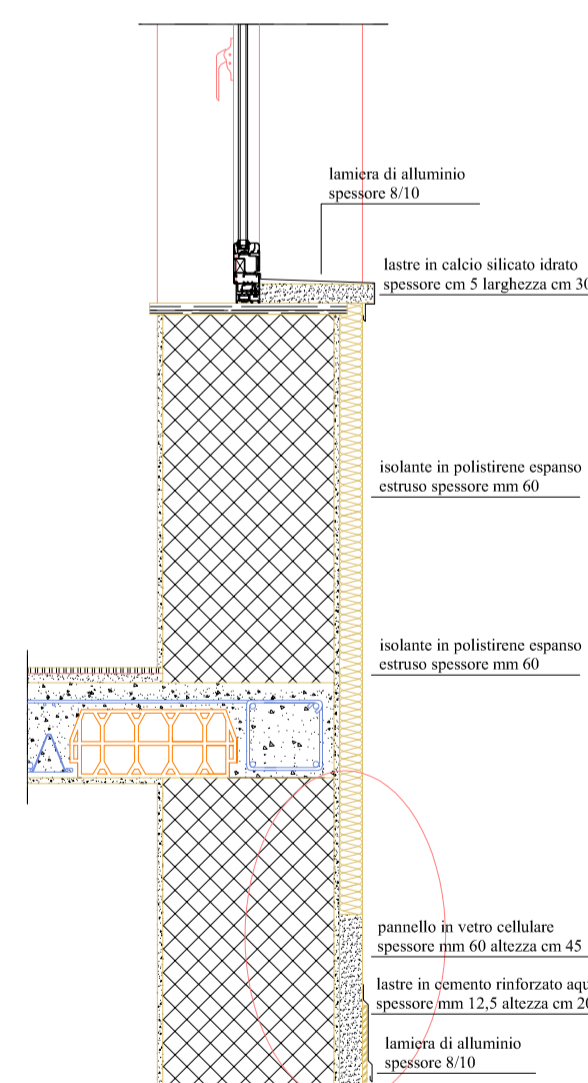 lamiera di alluminio
spessore 8/10
lastre in calcio silicato idrato
spessore cm 5 larghezza cm
isolante in polistirene espanso
estruso spessore mm 60
isolante in polistirene espanso
estruso spessore mm 60
pannello in vetro cellulare
spessore mm 60 altezza cm 45
lastre in cemento rinforzato
spessore mm 12,5 altezza cm
lamiera di alluminio
spessore 8/10